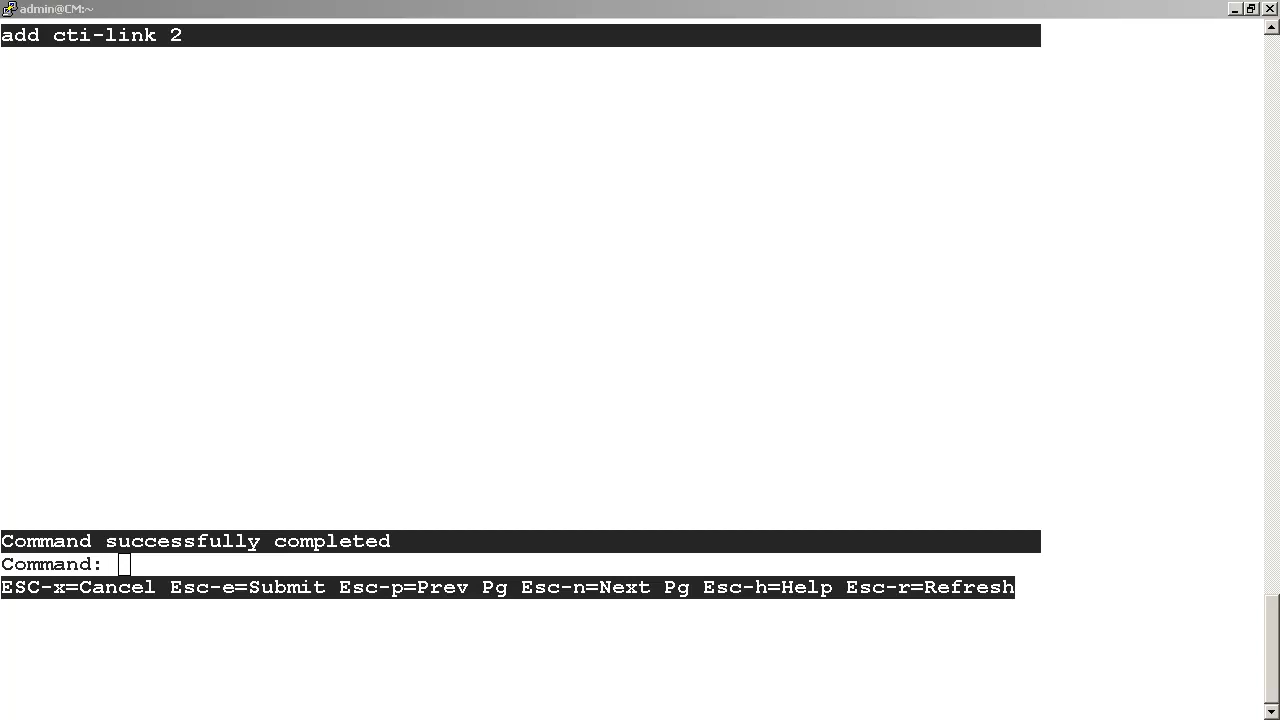 admin@CM:~
add cti-link 2
Command successfully completed
Command:
ESC-x=Cancel Esc-e=Submit Esc-p=Prev Pg Esc-n=Next Pg Esc-h=Help Esc-r=Refresh